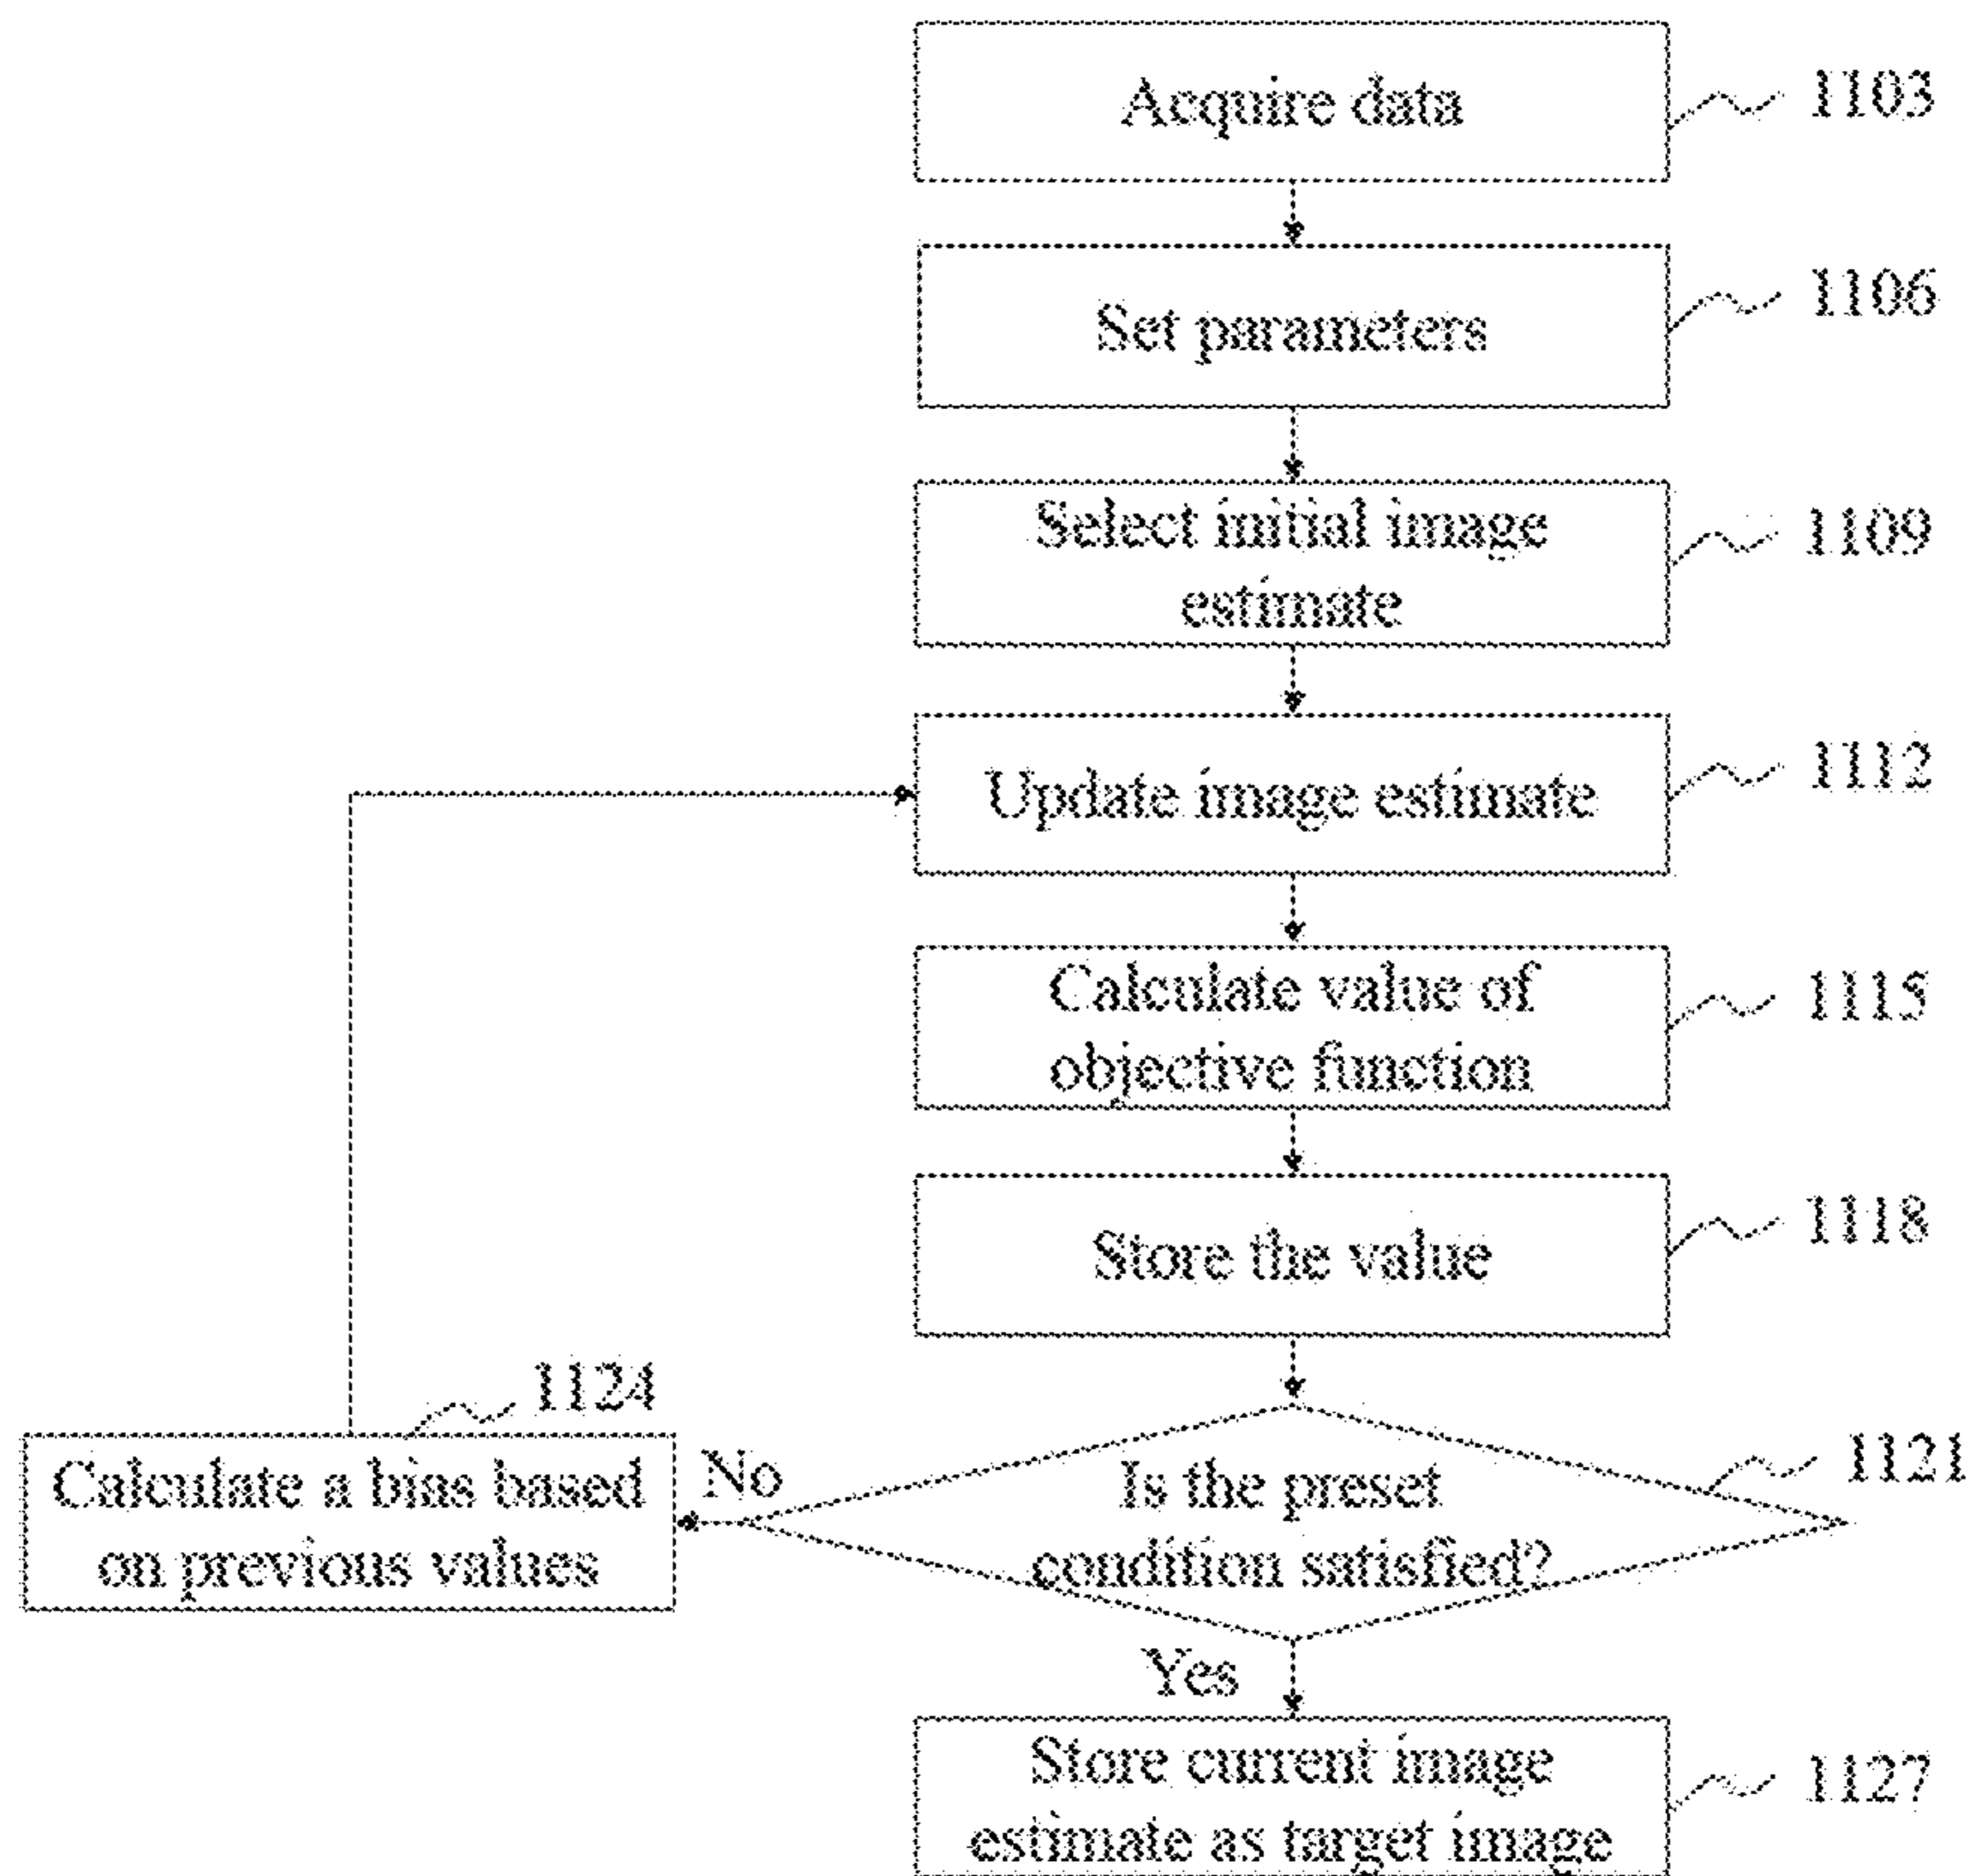 Acquire data
1103
Set parameters
1106
Select initial image
estimate
1109
Update image estimate
1112
Calculate value of
objective function
1115
Store the value
1118
Is the preset
condition satisfied?
1121
No
1124
Calculate a bias based
on previous values
Yes
Store current image
estimate as target image
1127